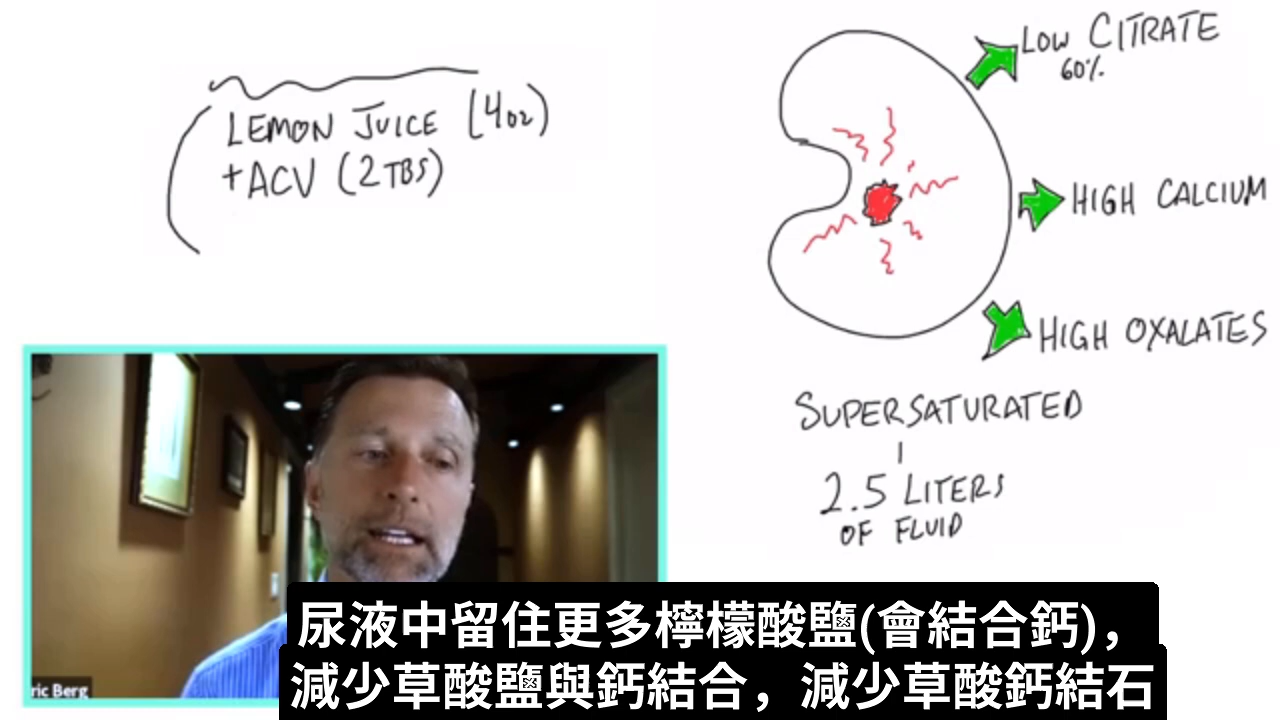 LEMON JUICE (4oz)
+ACV (2TBS)
LOW CITRATE
60%
HIGH CALCIUM
HIGH OXALATES
SUPERSATURATED
2.5 LITERS
OF FLUID
ric Berg
尿液中留住更多檸檬酸鹽(會結合鈣)，
減少草酸鹽與鈣結合，減少草酸鈣結石